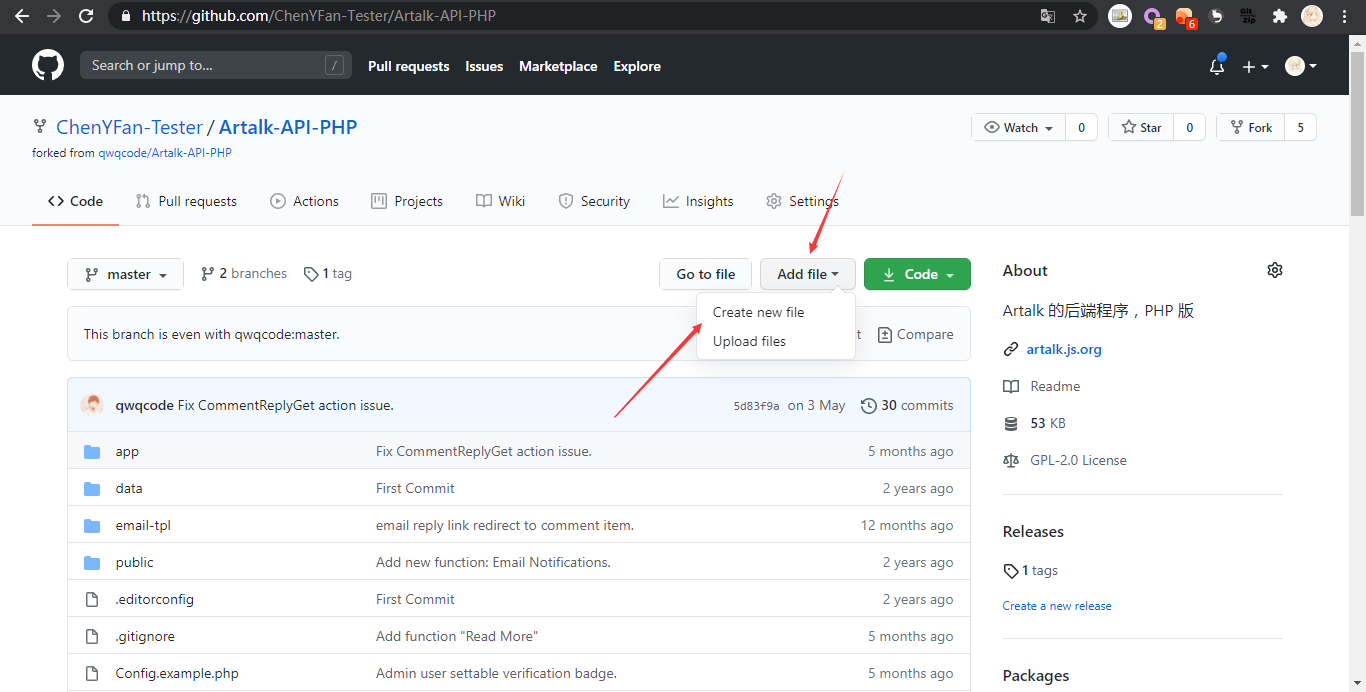 https://github.com/ChenYFan-Tester/Artalk-API-PHP
2
6
Git
zip
Search or jump to... /
Pull requests Issues Marketplace Explore
ChenYFan-Tester / Artalk-API-PHP
forked from qwqcode/Artalk-API-PHP
Watch 0 Star 0 Fork 5
Code Pull requests Actions Projects Wiki Security Insights Settings
master 2 branches 1 tag
Go to file Add file Code
Create new file
Upload files
This branch is even with qwqcode:master.
t Compare
qwqcode Fix CommentReplyGet action issue. 5d83f9a on 3 May 30 commits
app Fix CommentReplyGet action issue. 5 months ago
data First Commit 2 years ago
email-tpl email reply link redirect to comment item. 12 months ago
public Add new function: Email Notifications. 2 years ago
.editorconfig First Commit 2 years ago
.gitignore Add function "Read More" 5 months ago
Config.example.php Admin user settable verification badge. 5 months ago
About
Artalk 的后端程序，PHP 版
artalk.js.org
Readme
53 KB
GPL-2.0 License
Releases
1 tags
Create a new release
Packages